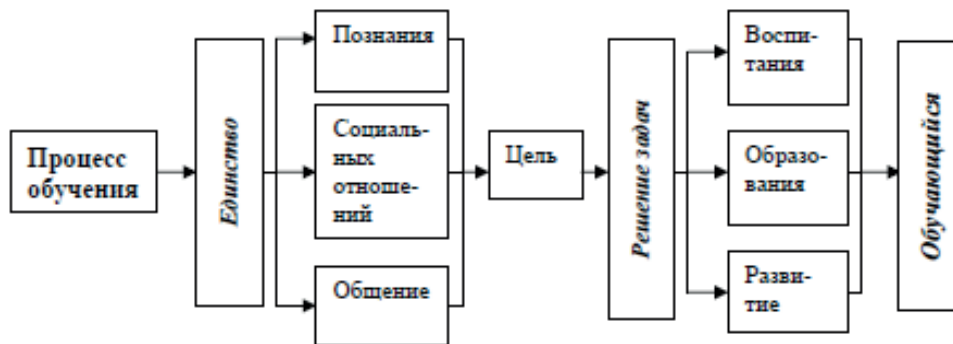 Процесс
обучения
Единство
Познания
Социаль-
ных
отноше-
ний
Общение
Цель
Решение задач
Воспи-
тания
Образо-
вания
Разви-
тие
Обучающийся